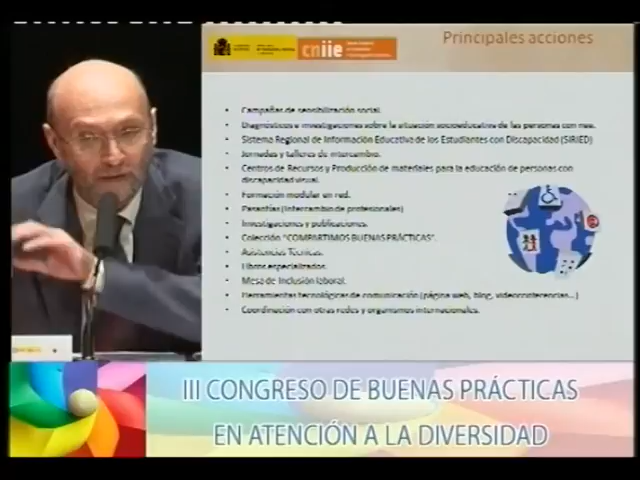 cniie
Principales acciones
• Campañas de sensibilización social.
• Diagnósticos e investigaciones sobre la situación socioeducativa de las personas con nee.
• Sistema Regional de Información Educativa de los Estudiantes con Discapacidad (SIRIED)
• Jornadas y talleres de intercambio.
• Centros de Recursos y Producción de materiales para la educación de personas con
discapacidad visual.
• Formación modular en red.
• Pasantías (Intercambio de profesionales)
• Investigaciones y publicaciones.
• Colección "COMPARTIMOS BUENAS PRÁCTICAS".
• Asistencias Técnicas.
• Libros especializados.
• Mesa de Inclusión laboral.
• Herramientas tecnológicas de comunicación (página web, blog, videoconferencias...)
• Coordinación con otras redes y organismos internacionales.
III CONGRESO DE BUENAS PRÁCTICAS
EN ATENCIÓN A LA DIVERSIDAD